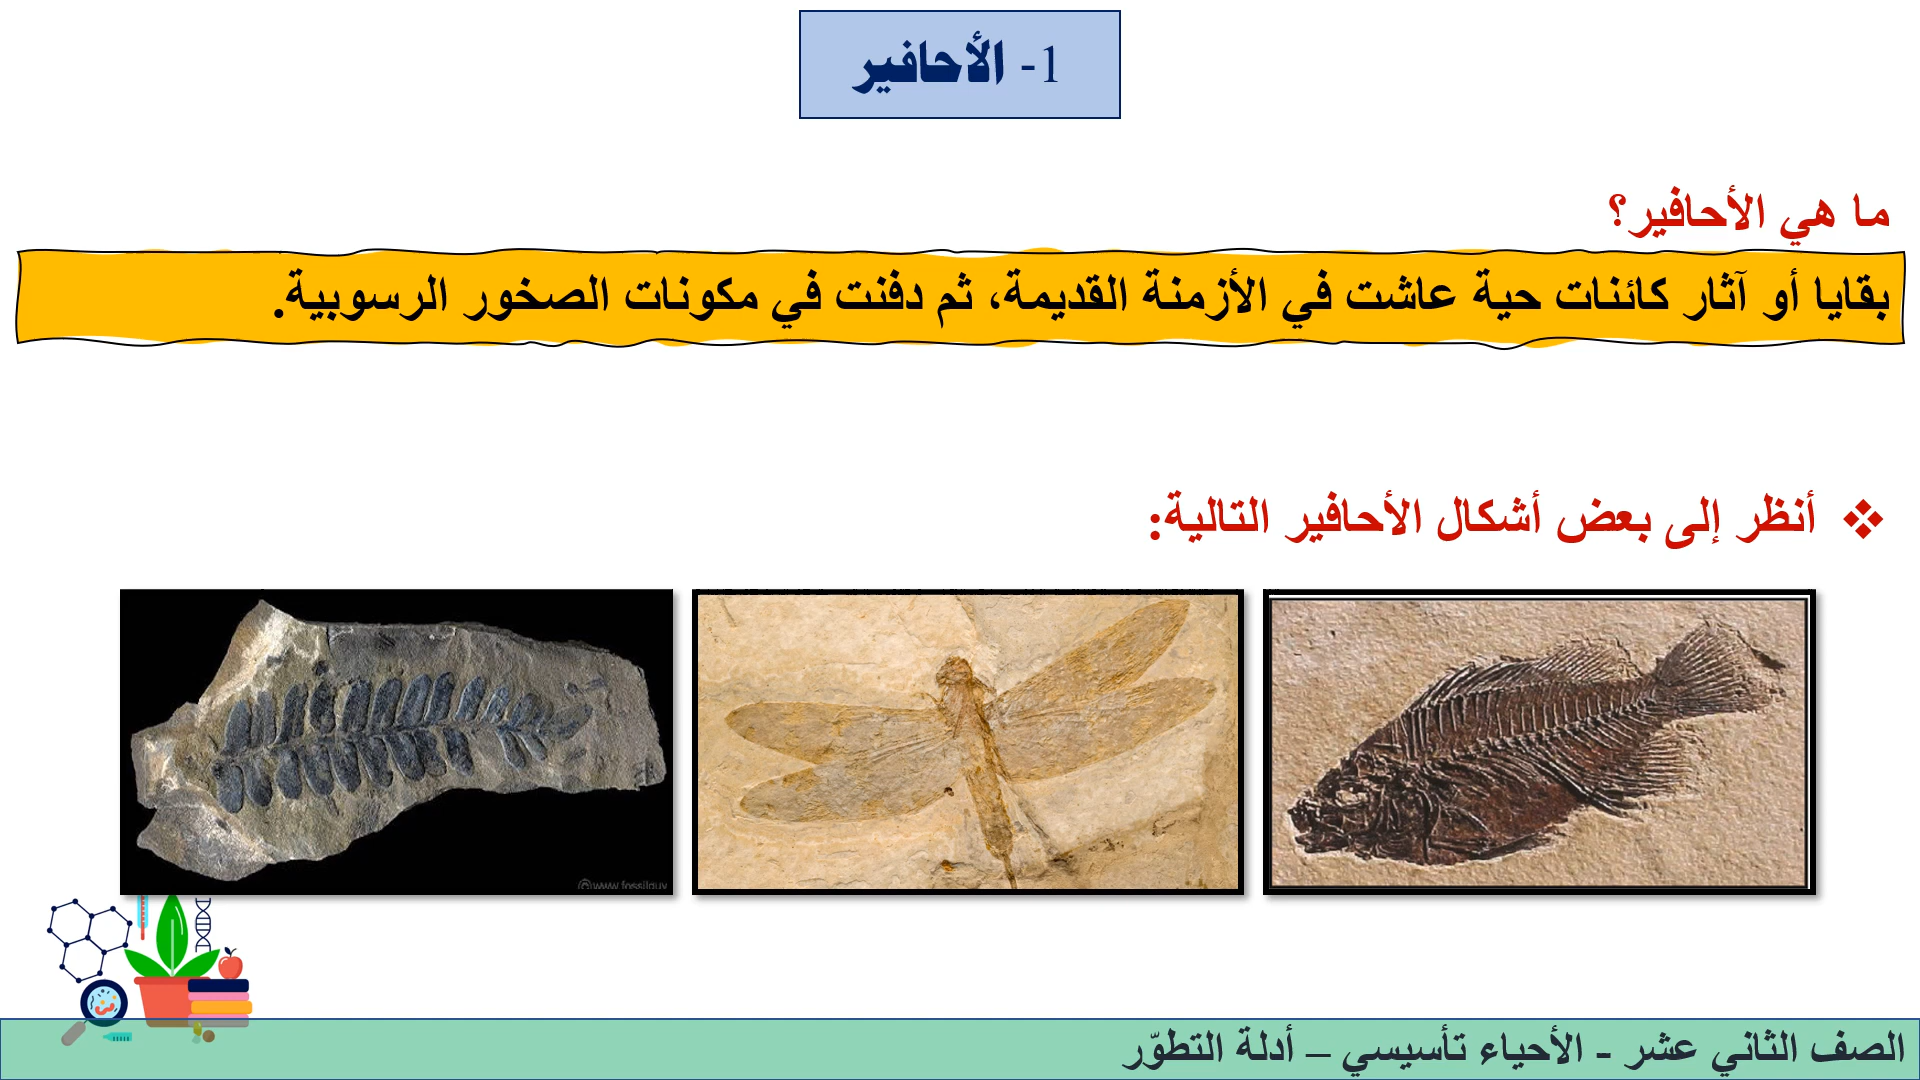 1- الأحافير
ما هي الأحافير؟
بقايا أو آثار كائنات حية عاشت في الأزمنة القديمة، ثم دفنت في مكونات الصخور الرسوبية.
❖ أنظر إلى بعض أشكال الأحافير التالية:
الصف الثاني عشر - الأحياء تأسيسي – أدلة التطوّر